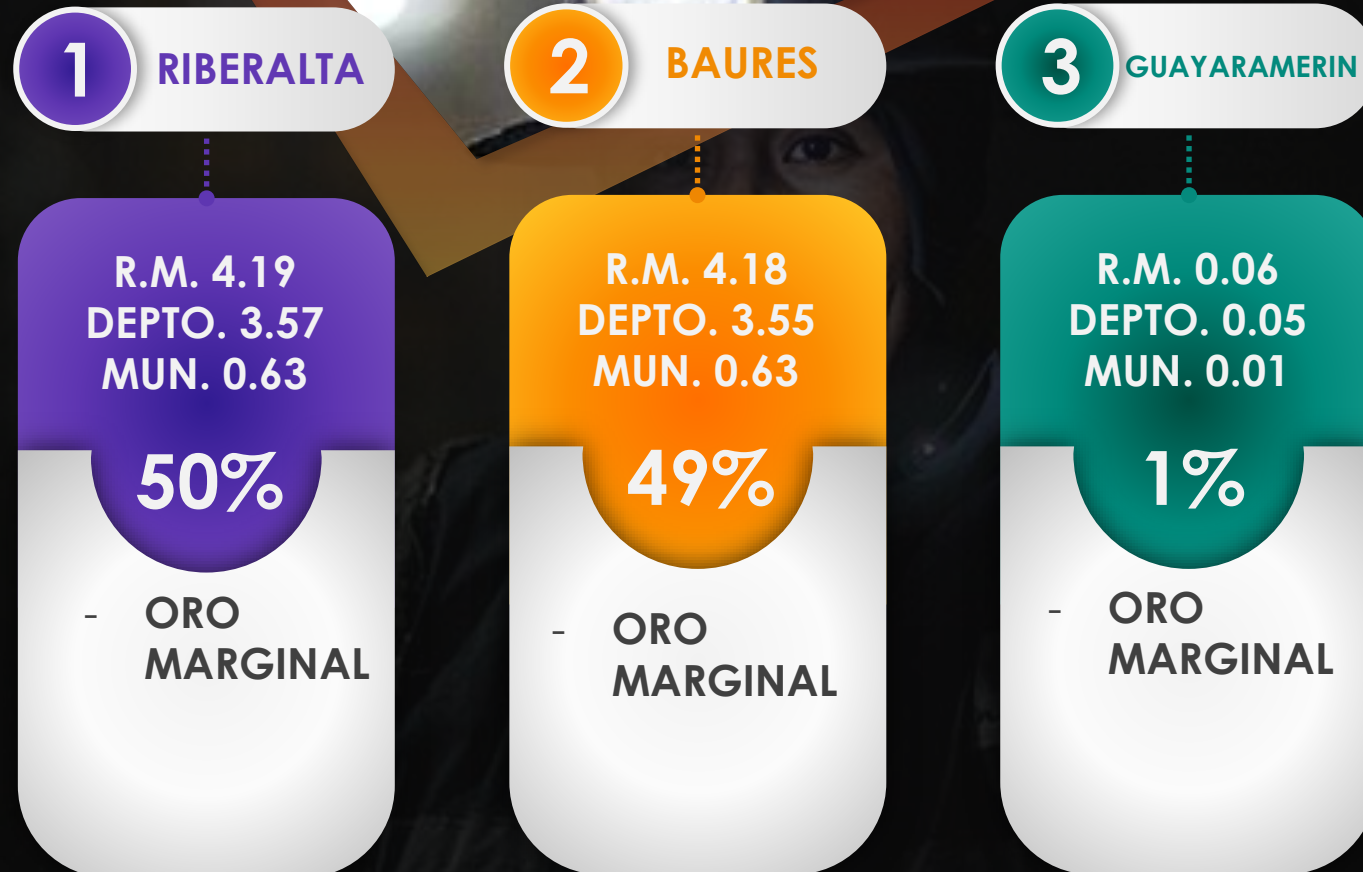 1 RIBERALTA
R.M. 4.19
DEPTO. 3.57
MUN. 0.63
50%
- ORO
MARGINAL
2 BAURES
R.M. 4.18
DEPTO. 3.55
MUN. 0.63
49%
- ORO
MARGINAL
3 GUAYARAMERIN
R.M. 0.06
DEPTO. 0.05
MUN. 0.01
1%
- ORO
MARGINAL